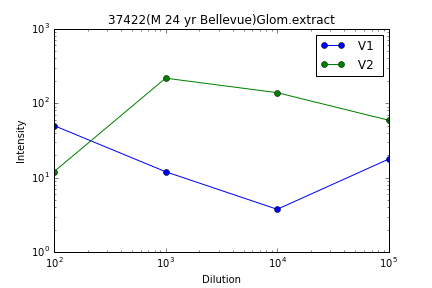 37422(M 24 yr Bellevue)Glom.extract
V1
V2
Intensity
10³
10²
10¹
10⁰
10² 10³ 10⁴ 10⁵
Dilution